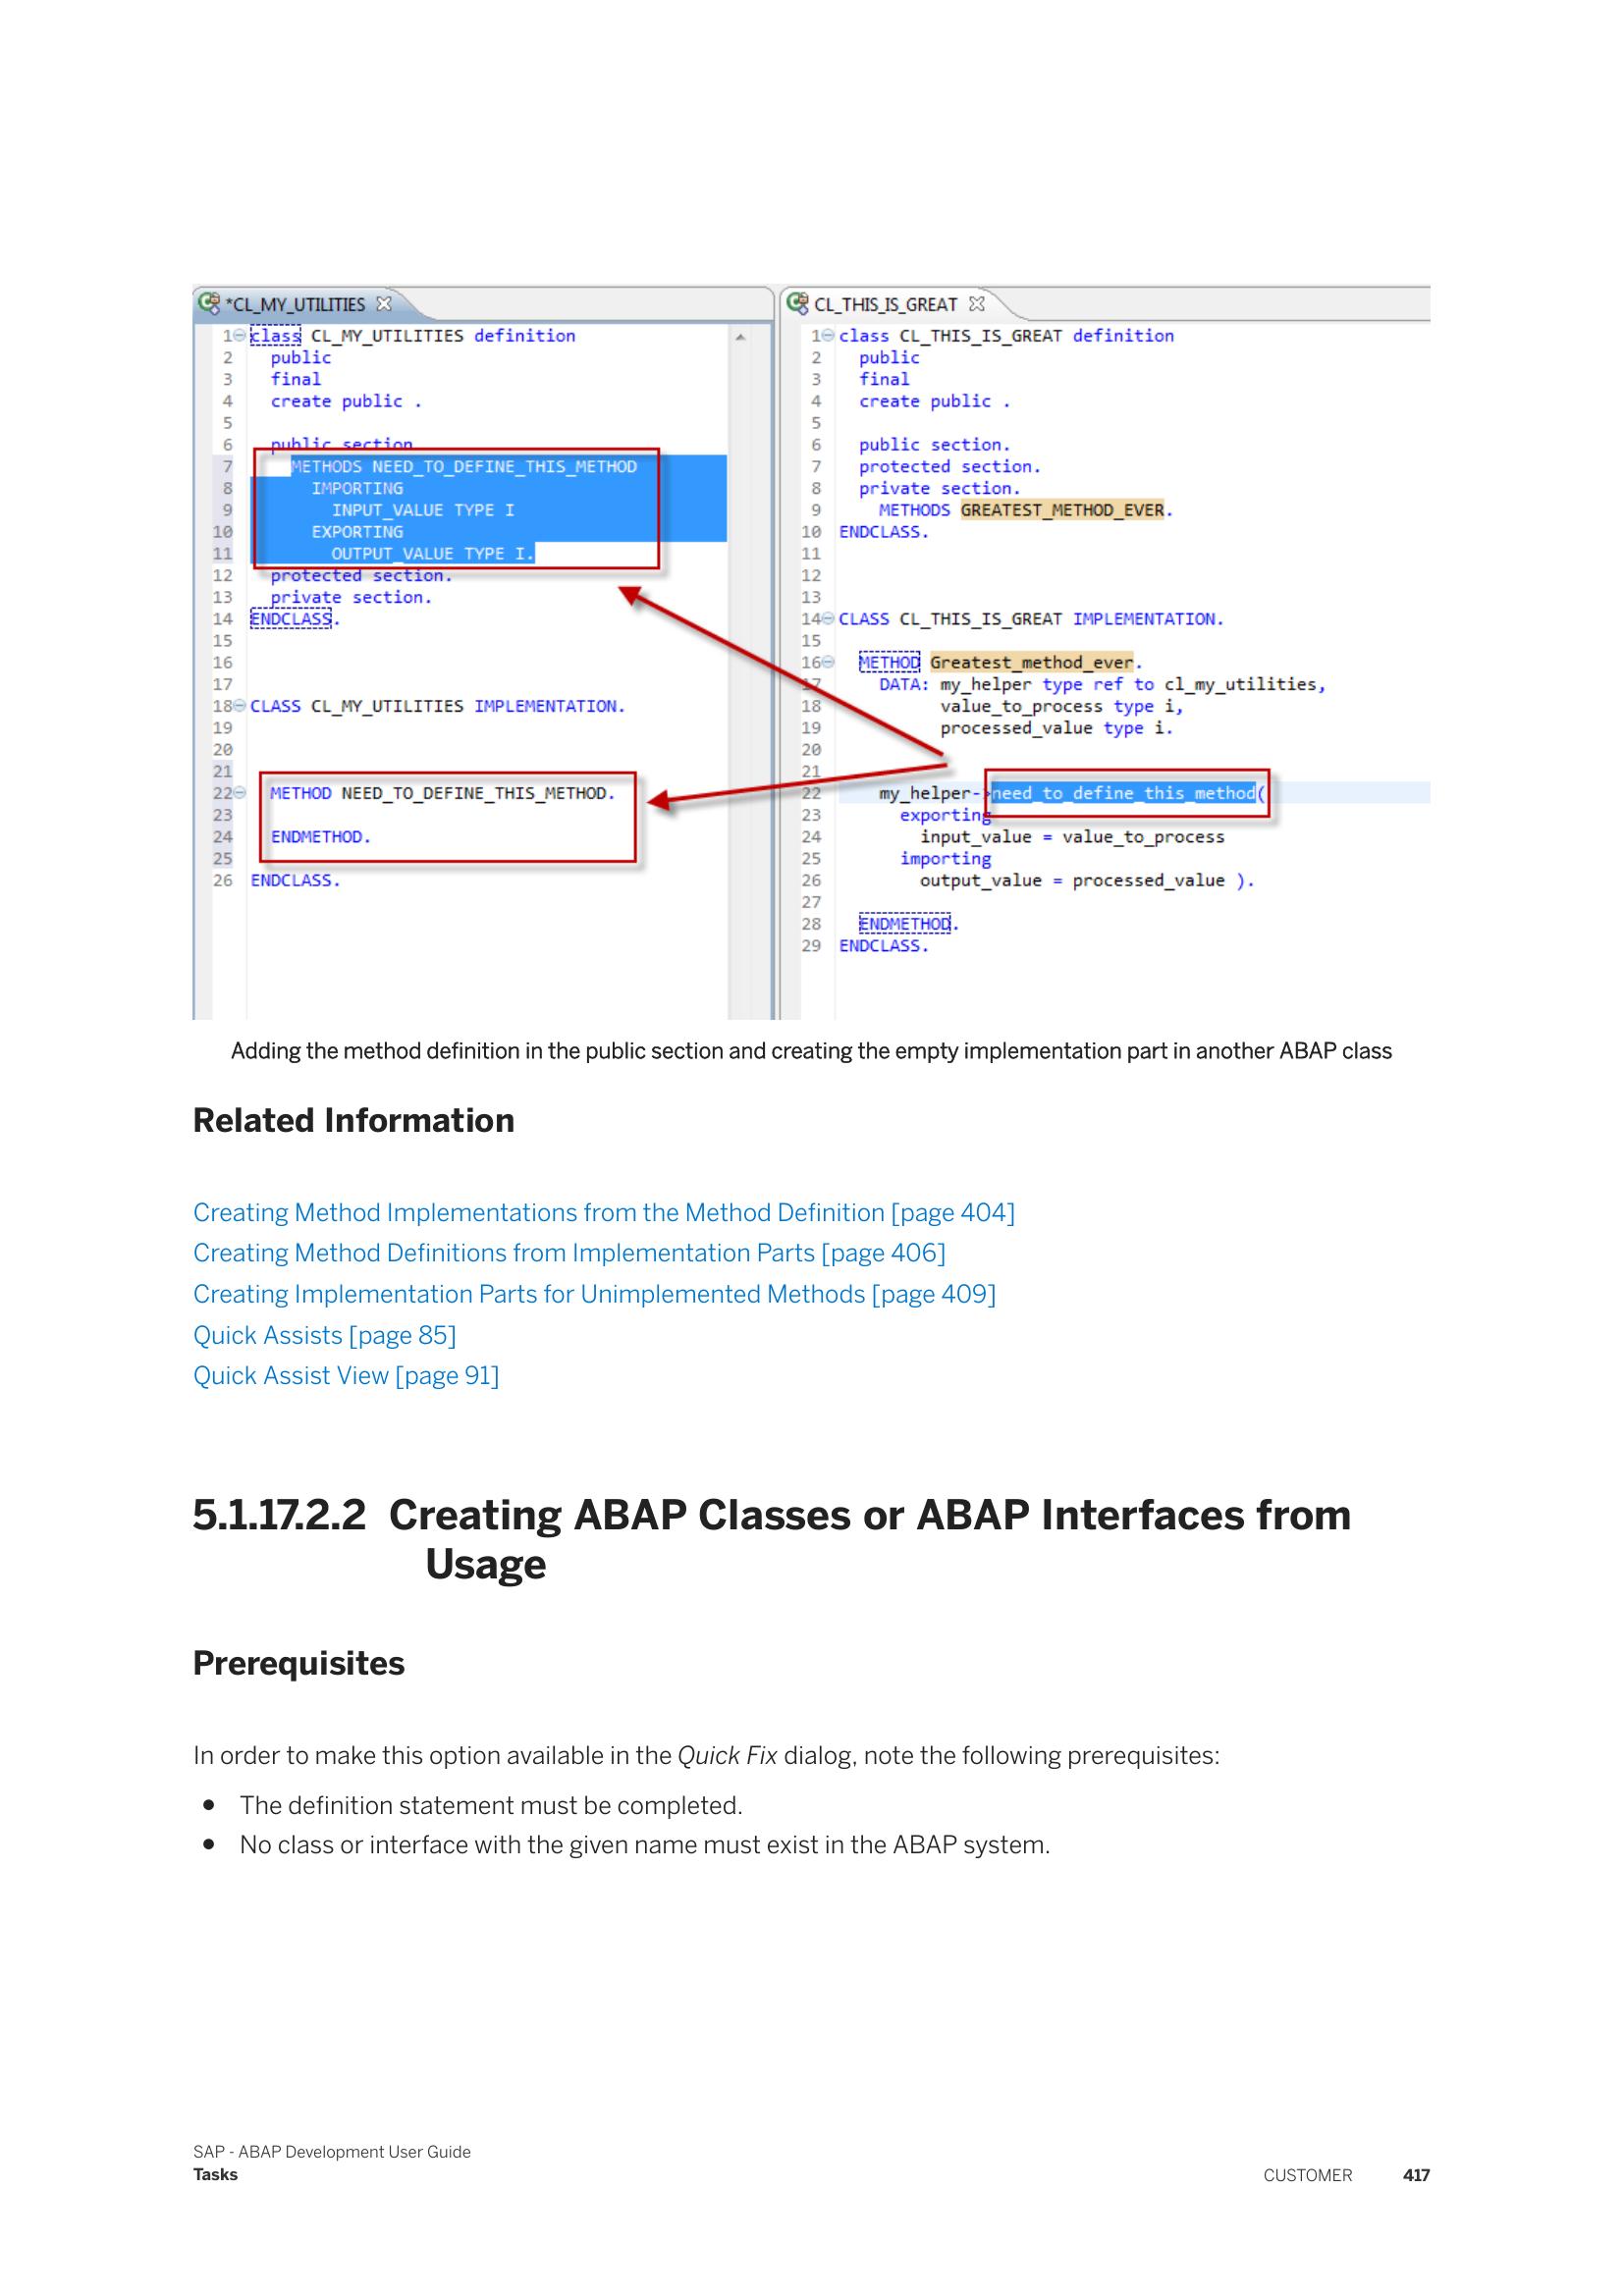 *CL_MY_UTILITIES
1 class CL_MY_UTILITIES definition
2 public
3 final
4 create public .
5
6 public section
7 METHODS NEED_TO_DEFINE_THIS_METHOD
8 IMPORTING
9 INPUT_VALUE TYPE I
10 EXPORTING
11 OUTPUT_VALUE TYPE I.
12 protected section.
13 private section.
14 ENDCLASS.
15
16
17
18 CLASS CL_MY_UTILITIES IMPLEMENTATION.
19
20
21
22 METHOD NEED_TO_DEFINE_THIS_METHOD.
23
24 ENDMETHOD.
25
26 ENDCLASS.
CL_THIS_IS_GREAT
1 class CL_THIS_IS_GREAT definition
2 public
3 final
4 create public .
5
6 public section.
7 protected section.
8 private section.
9 METHODS GREATEST_METHOD_EVER.
10 ENDCLASS.
11
12
13
14 CLASS CL_THIS_IS_GREAT IMPLEMENTATION.
15
16 METHOD Greatest_method_ever.
17 DATA: my_helper type ref to cl_my_utilities,
18 value_to_process type i,
19 processed_value type i.
20
21
22 my_helper->need_to_define_this_method(
23 exporting
24 input_value = value_to_process
25 importing
26 output_value = processed_value ).
27
28 ENDMETHOD.
29 ENDCLASS.
Adding the method definition in the public section and creating the empty implementation part in another ABAP class
Related Information
Creating Method Implementations from the Method Definition [page 404]
Creating Method Definitions from Implementation Parts [page 406]
Creating Implementation Parts for Unimplemented Methods [page 409]
Quick Assists [page 85]
Quick Assist View [page 91]
5.1.17.2.2 Creating ABAP Classes or ABAP Interfaces from
Usage
Prerequisites
In order to make this option available in the Quick Fix dialog, note the following prerequisites:
● The definition statement must be completed.
● No class or interface with the given name must exist in the ABAP system.
SAP - ABAP Development User Guide
Tasks
CUSTOMER 417